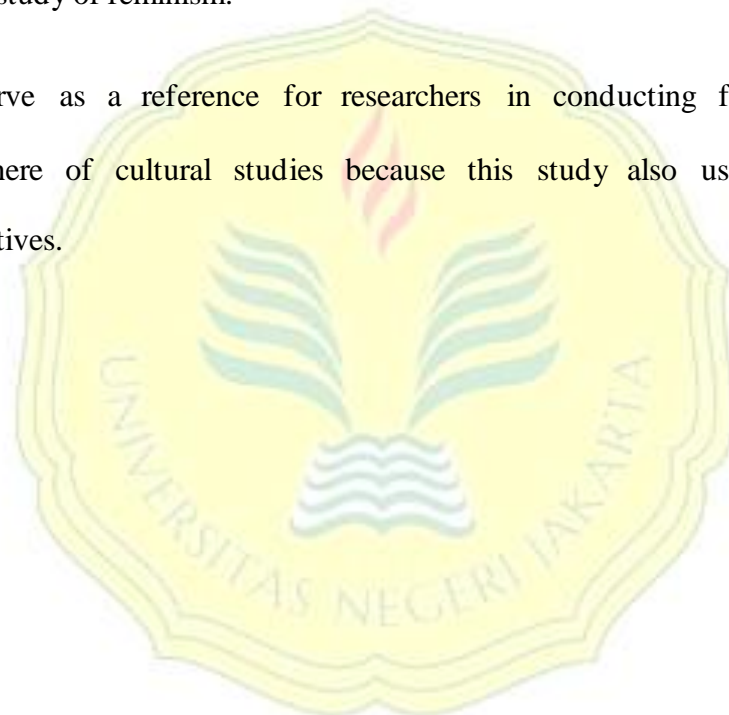 study of feminism.
rve as a reference for researchers in conducting f
here of cultural studies because this study also us
tives.
UNIVERSITAS NEGERI JAKARTA